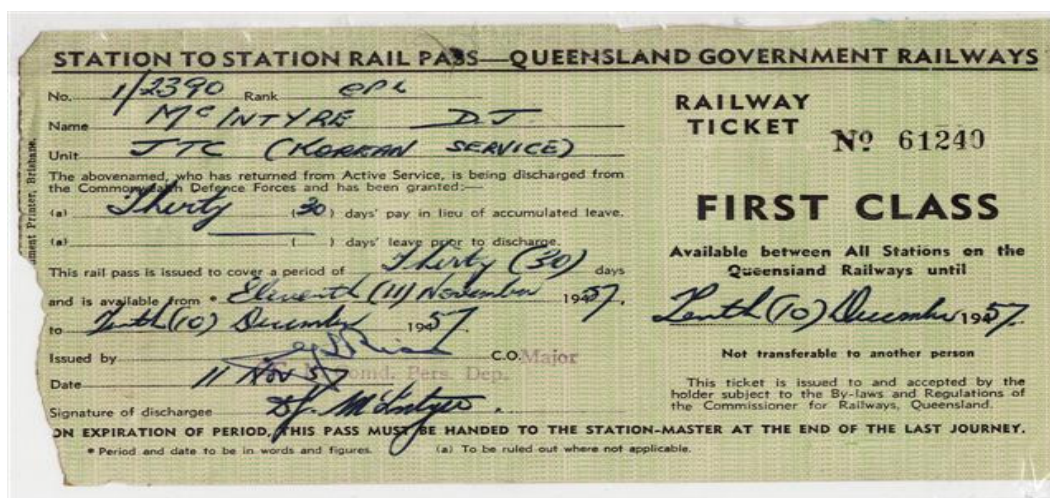 STATION TO STATION RAIL PASS—QUEENSLAND GOVERNMENT RAILWAYS
No. 1/2390 Rank CPL
Name McINTYRE D.J.
Unit JTC (KOREAN SERVICE)
The abovenamed, who has returned from Active Service, is being discharged from
the Commonwealth Defence Forces and has been granted:—
(a) Thirty (30) days' pay in lieu of accumulated leave.
(a) ( ) days' leave prior to discharge.
This rail pass is issued to cover a period of Thirty (30) days
and is available from * Eleventh (11) November 1957,
to Tenth (10) December 1957.
Issued by C.O. Major
Comd. Pers. Dep.
Date 11 Nov 57
Signature of dischargee D.J. McIntyre.
RAILWAY
TICKET No 61240
FIRST CLASS
Available between All Stations on the
Queensland Railways until
Tenth (10) December 1957.
Not transferable to another person
This ticket is issued to and accepted by the
holder subject to the By-laws and Regulations of
the Commissioner for Railways, Queensland.
ON EXPIRATION OF PERIOD, THIS PASS MUST BE HANDED TO THE STATION-MASTER AT THE END OF THE LAST JOURNEY.
* Period and date to be in words and figures. (a) To be ruled out where not applicable.
Printer, Brisbane.